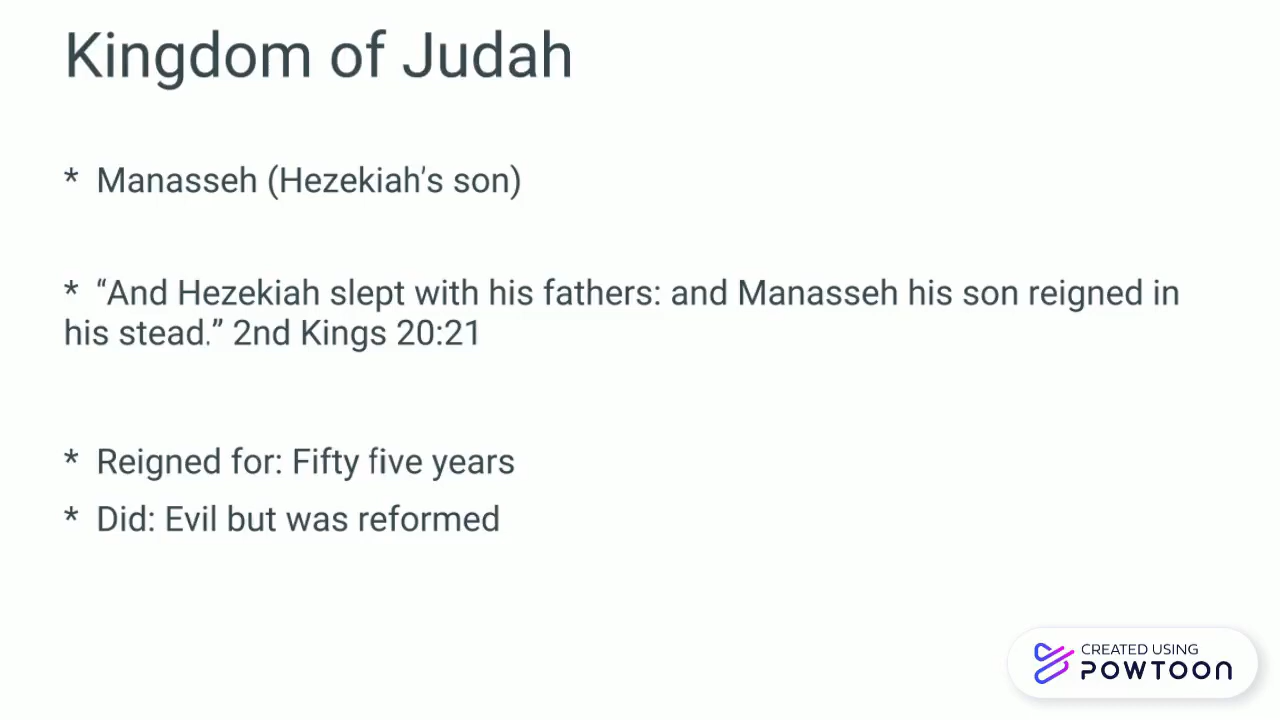 Kingdom of Judah
* Manasseh (Hezekiah's son)
* “And Hezekiah slept with his fathers: and Manasseh his son reigned in
his stead.” 2nd Kings 20:21
* Reigned for: Fifty five years
* Did: Evil but was reformed
CREATED USING
POWTOON